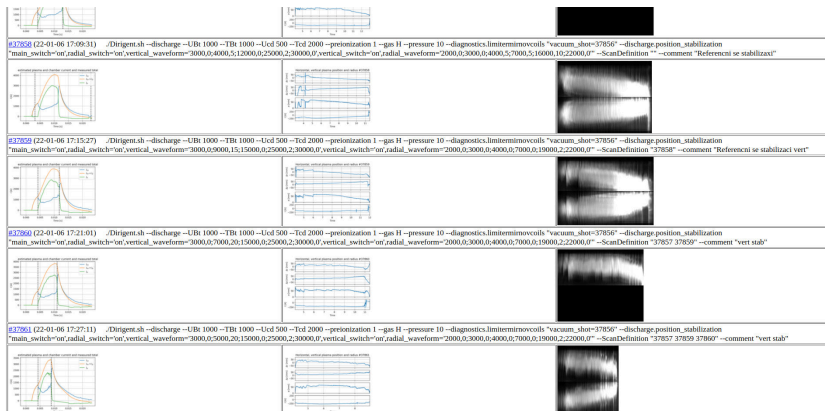 #37858 (22-01-06 17:09:31) ./Dirigent.sh --discharge --UBt 1000 --TBt 1000 --Ucd 500 --Tcd 2000 --preionization 1 --gas H --pressure 10 --diagnostics.limitermirnovcoils "vacuum_shot=37856" --discharge.position_stabilization
"main_switch='on',radial_switch='on',vertical_waveform='3000,0;4000,5;12000,0;25000,2;30000,0',vertical_switch='on',radial_waveform='2000,0;3000,0;4000,5;7000,5;16000,10;22000,0'" --ScanDefinition "" --comment "Referencni se stabilizaxi"
#37859 (22-01-06 17:15:27) ./Dirigent.sh --discharge --UBt 1000 --TBt 1000 --Ucd 500 --Tcd 2000 --preionization 1 --gas H --pressure 10 --diagnostics.limitermirnovcoils "vacuum_shot=37856" --discharge.position_stabilization
"main_switch='on',radial_switch='on',vertical_waveform='3000,0;9000,15;15000,0;25000,2;30000,0',vertical_switch='on',radial_waveform='2000,0;3000,0;4000,0;7000,0;19000,2;22000,0'" --ScanDefinition "37858" --comment "Referencni se stabilizaci vert"
#37860 (22-01-06 17:21:01) ./Dirigent.sh --discharge --UBt 1000 --TBt 1000 --Ucd 500 --Tcd 2000 --preionization 1 --gas H --pressure 10 --diagnostics.limitermirnovcoils "vacuum_shot=37856" --discharge.position_stabilization
"main_switch='on',radial_switch='on',vertical_waveform='3000,0;7000,20;15000,0;25000,2;30000,0',vertical_switch='on',radial_waveform='2000,0;3000,0;4000,0;7000,0;19000,2;22000,0'" --ScanDefinition "37857 37859" --comment "vert stab"
#37861 (22-01-06 17:27:11) ./Dirigent.sh --discharge --UBt 1000 --TBt 1000 --Ucd 500 --Tcd 2000 --preionization 1 --gas H --pressure 10 --diagnostics.limitermirnovcoils "vacuum_shot=37856" --discharge.position_stabilization
"main_switch='on',radial_switch='on',vertical_waveform='3000,0;5000,20;15000,0;25000,2;30000,0',vertical_switch='on',radial_waveform='2000,0;3000,0;4000,0;7000,0;19000,2;22000,0'" --ScanDefinition "37857 37859 37860" --comment "vert stab"